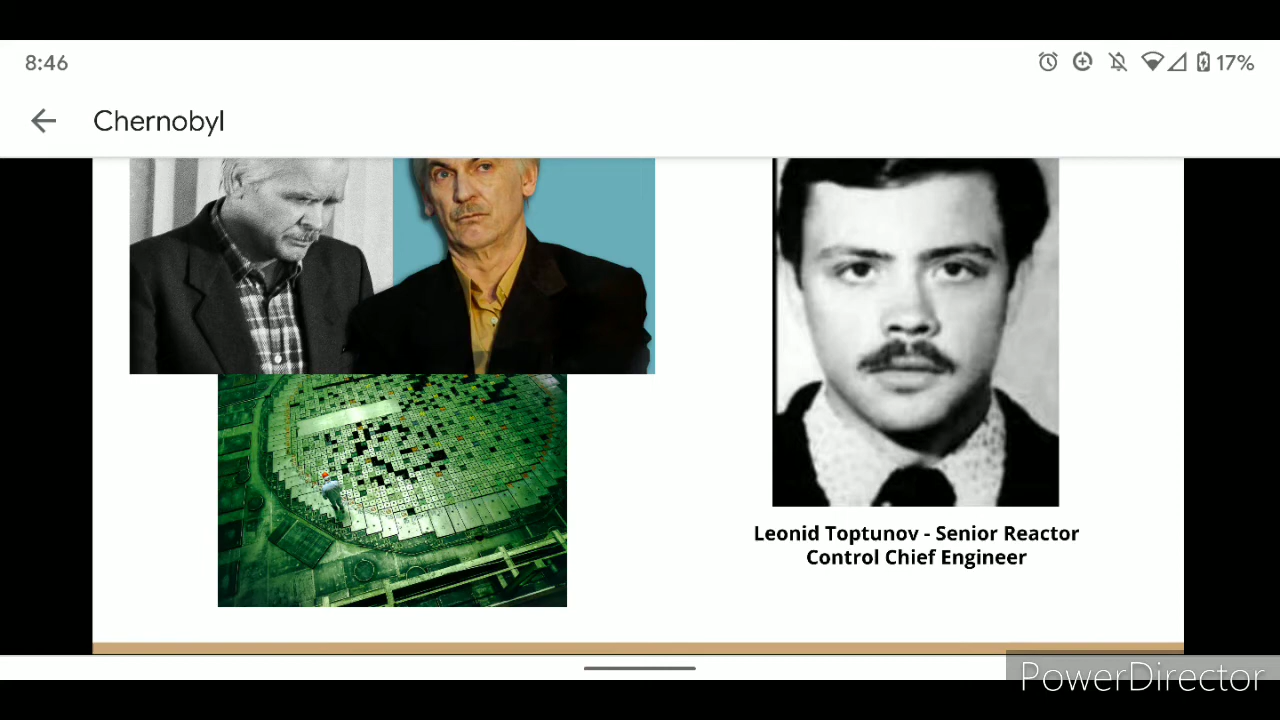 8:46
17%
Chernobyl
Leonid Toptunov - Senior Reactor
Control Chief Engineer
PowerDirector